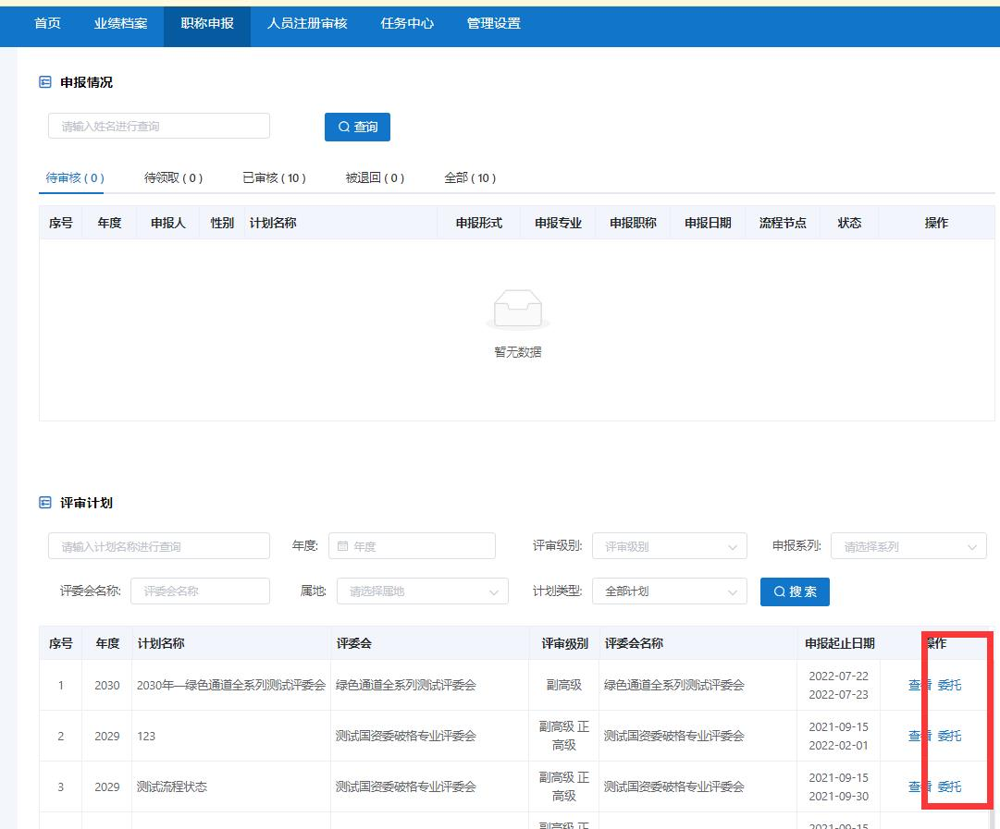 首页 业绩档案 职称申报 人员注册审核 任务中心 管理设置
申报情况
请输入姓名进行查询 查询
待审核 ( 0 ) 待领取 ( 0 ) 已审核 ( 10 ) 被退回 ( 0 ) 全部 ( 10 )
序号 年度 申报人 性别 计划名称 申报形式 申报专业 申报职称 申报日期 流程节点 状态 操作
暂无数据
评审计划
请输入计划名称进行查询 年度: 年度 评审级别: 评审级别 申报系列: 请选择系列
评委会名称: 评委会名称 属地: 请选择属地 计划类型: 全部计划 搜 索
序号 年度 计划名称 评委会 评审级别 评委会名称 申报起止日期 操作
1 2030 2030年—绿色通道全系列测试评委会 绿色通道全系列测试评委会 副高级 绿色通道全系列测试评委会 2022-07-22 查看 委托
2022-07-23
2 2029 123 测试国资委破格专业评委会 副高级 正 测试国资委破格专业评委会 2021-09-15 查看 委托
高级 2022-02-01
3 2029 测试流程状态 测试国资委破格专业评委会 副高级 正 测试国资委破格专业评委会 2021-09-15 查看 委托
高级 2021-09-30
副高级 正 2021-09-15